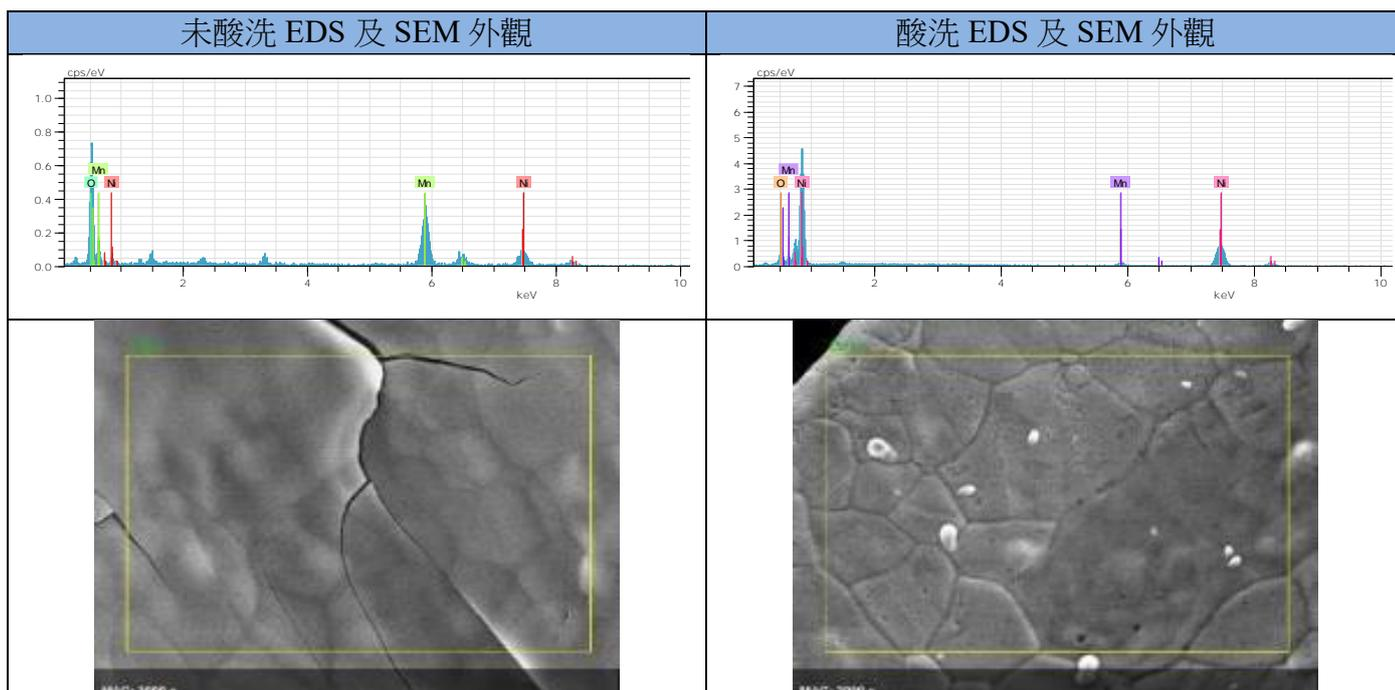 未酸洗 EDS 及 SEM 外觀
酸洗 EDS 及 SEM 外觀
cps/eV
1.0
0.8
0.6
0.4
0.2
0.0
Mn
O
Ni
Mn
Ni
2
4
6
8
10
keV
cps/eV
7
6
5
4
3
2
1
0
Mn
O
Ni
Mn
Ni
2
4
6
8
10
keV